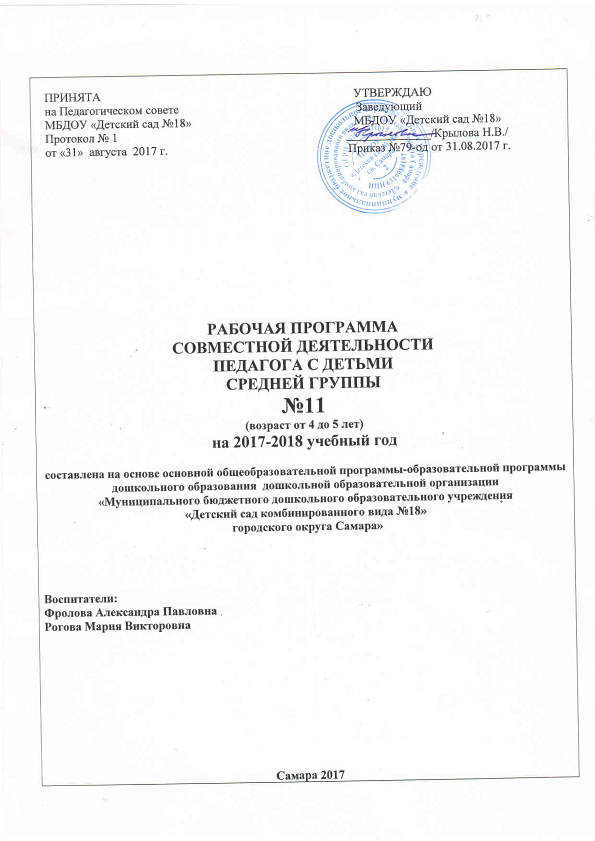 ПРИНЯТА
на Педагогическом совете
МБДОУ «Детский сад №18»
Протокол № 1
от «31» августа 2017 г.
УТВЕРЖДАЮ
Заведующий
МБДОУ «Детский сад №18»
/Крылова Н.В./
Приказ №79-од от 31.08.2017 г.
РАБОЧАЯ ПРОГРАММА
СОВМЕСТНОЙ ДЕЯТЕЛЬНОСТИ
ПЕДАГОГА С ДЕТЬМИ
СРЕДНЕЙ ГРУППЫ
№11
(возраст от 4 до 5 лет)
на 2017-2018 учебный год
составлена на основе основной общеобразовательной программы-образовательной программы
дошкольного образования дошкольной образовательной организации
«Муниципального бюджетного дошкольного образовательного учреждения
«Детский сад комбинированного вида №18»
городского округа Самара»
Воспитатели:
Фролова Александра Павловна
Рогова Мария Викторовна
Самара 2017